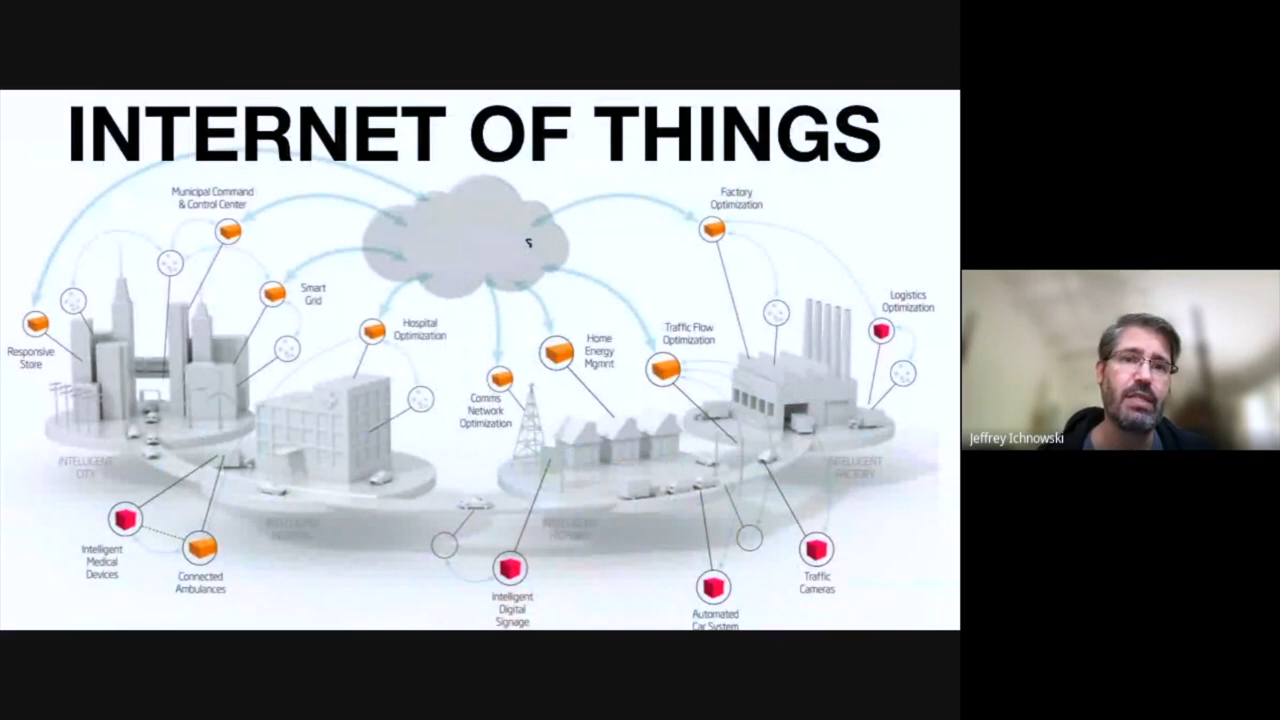 INTERNET OF THINGS
Municipal Command
& Control Center
Factory
Optimization
Smart
Grid
Logistics
Optimization
Hospital
Optimization
Traffic Flow
Optimization
Home
Energy
Mgmnt
Responsive
Store
Comms
Network
Optimization
INTELLIGENT
CITY
INTELLIGENT
FACTORY
Jeffrey Ichnowski
Intelligent
Medical
Devices
Connected
Ambulances
Intelligent
Digital
Signage
Traffic
Cameras
Automated
Car System